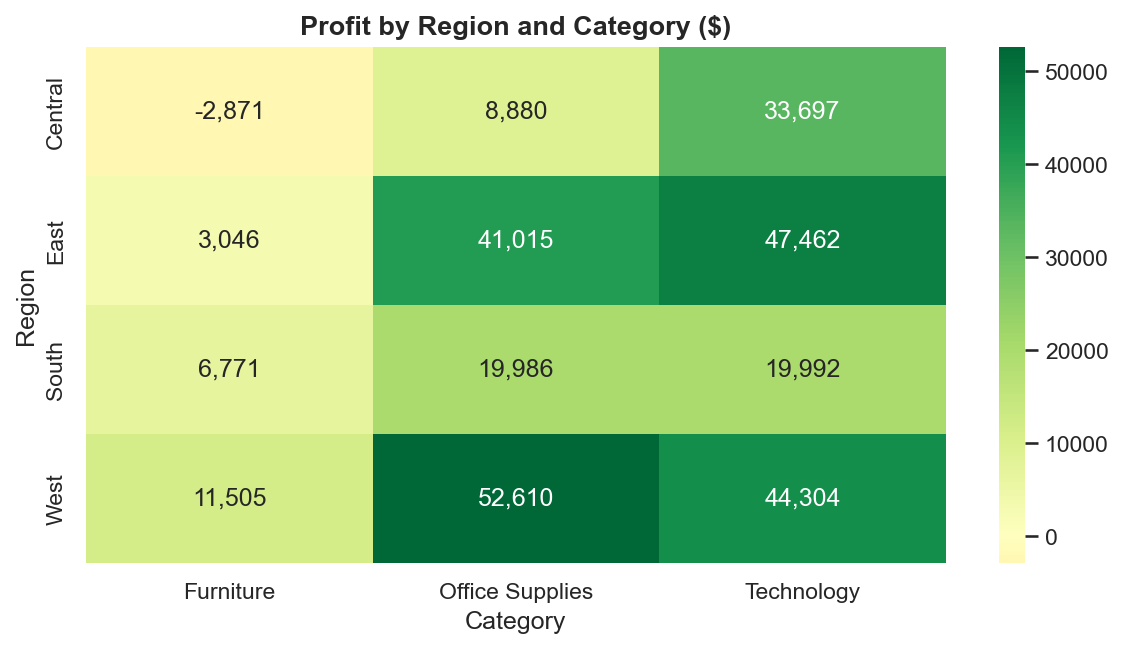 Profit by Region and Category ($)
Region
Central
-2,871
8,880
33,697
East
3,046
41,015
47,462
South
6,771
19,986
19,992
West
11,505
52,610
44,304
Furniture
Office Supplies
Technology
Category
50000
40000
30000
20000
10000
0